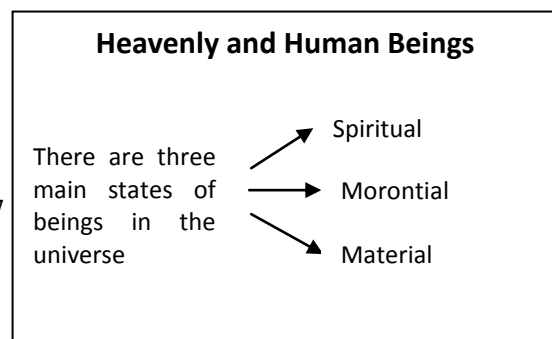 Heavenly and Human Beings
There are three
main states of
beings in the
universe
Spiritual
Morontial
Material